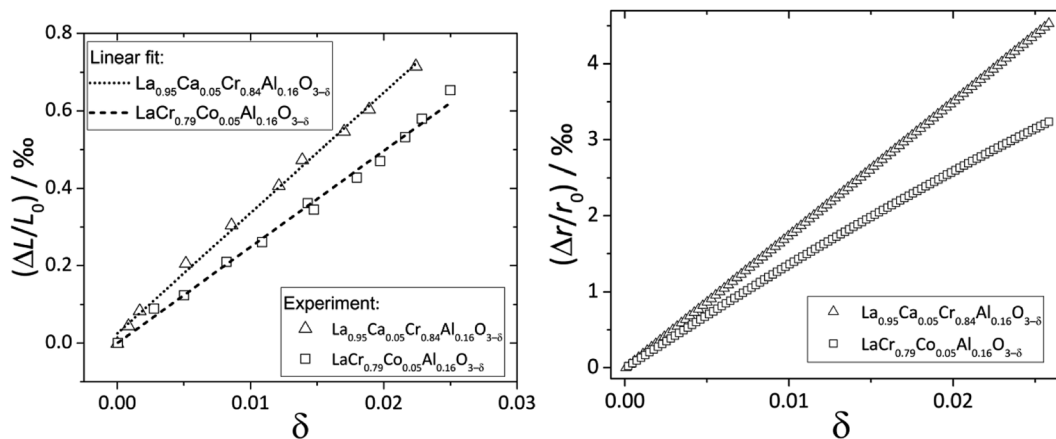 (ΔL/L₀) / ‰
0.8
0.6
0.4
0.2
0.0
Linear fit:
La₀.₉₅Ca₀.₀₅Cr₀.₈₄Al₀.₁₆O₃₋δ
LaCr₀.₇₉Co₀.₀₅Al₀.₁₆O₃₋δ
Experiment:
La₀.₉₅Ca₀.₀₅Cr₀.₈₄Al₀.₁₆O₃₋δ
LaCr₀.₇₉Co₀.₀₅Al₀.₁₆O₃₋δ
0.00 0.01 0.02 0.03
δ
(Δr/r₀) / ‰
4
3
2
1
0
La₀.₉₅Ca₀.₀₅Cr₀.₈₄Al₀.₁₆O₃₋δ
LaCr₀.₇₉Co₀.₀₅Al₀.₁₆O₃₋δ
0.00 0.01 0.02
δ